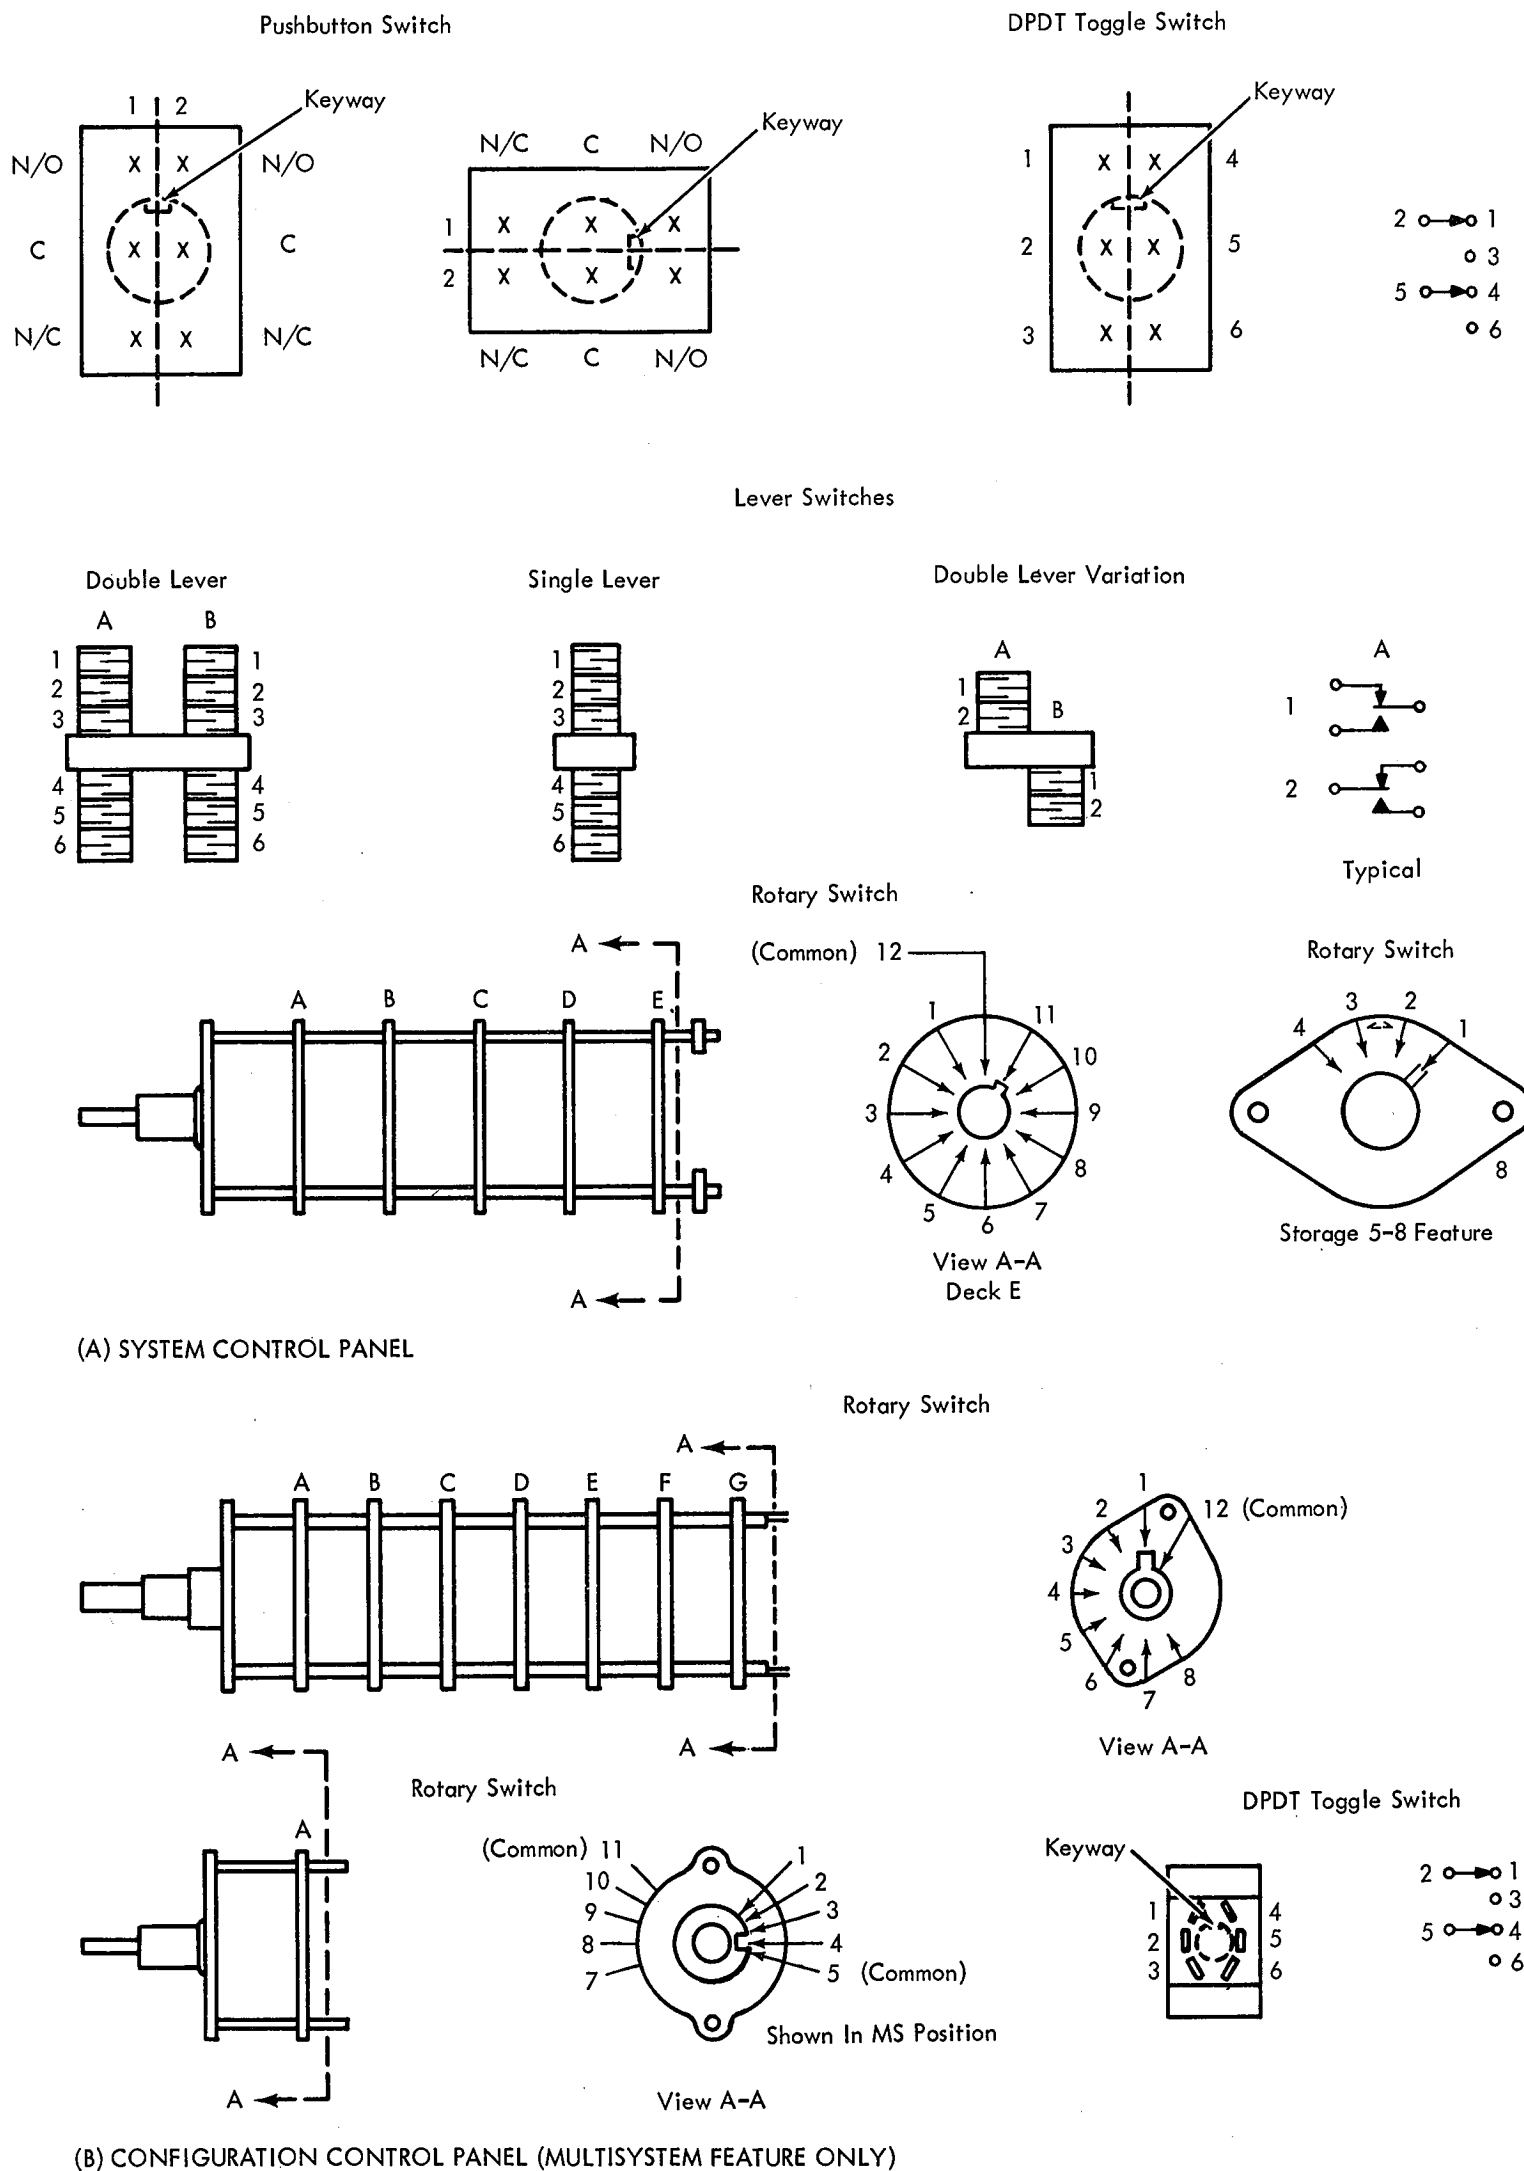 Pushbutton Switch
DPDT Toggle Switch
1 2
Keyway
N/O N/O
C C
N/C N/C
N/C C N/O
Keyway
1
2
N/C C N/O
Keyway
1 4
2 5
3 6
2 1
3
5 4
6
Lever Switches
Double Lever
A B
1 1
2 2
3 3
4 4
5 5
6 6
Single Lever
1
2
3
4
5
6
Double Lever Variation
A
1
2
B
1
2
A
1
2
Typical
Rotary Switch
A
A B C D E
A
(Common) 12
1 11
2 10
3 9
4 8
5 6 7
View A-A
Deck E
Rotary Switch
4 3 2 1
8
Storage 5-8 Feature
(A) SYSTEM CONTROL PANEL
Rotary Switch
A
A B C D E F G
A
1
2 12 (Common)
3
4
5
6 7 8
View A-A
A
A
A
Rotary Switch
(Common) 11 1
10 2
9 3
8 4
7 5 (Common)
Shown In MS Position
View A-A
DPDT Toggle Switch
Keyway
1 4
2 5
3 6
2 1
3
5 4
6
(B) CONFIGURATION CONTROL PANEL (MULTISYSTEM FEATURE ONLY)